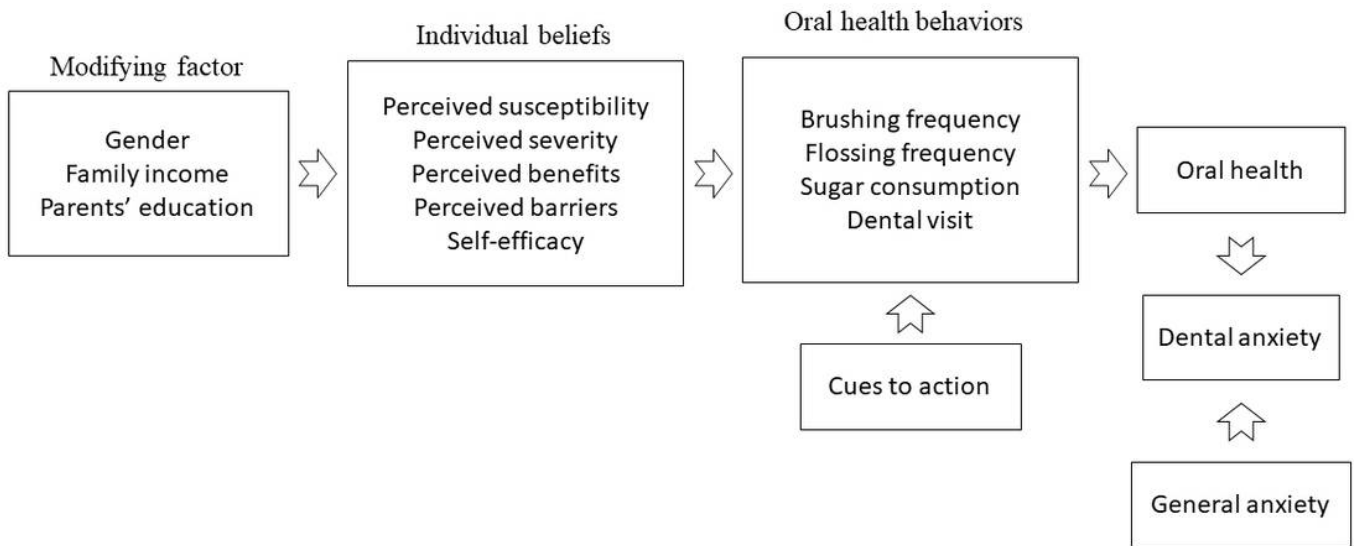 Modifying factor
Gender
Family income
Parents’ education
Individual beliefs
Perceived susceptibility
Perceived severity
Perceived benefits
Perceived barriers
Self-efficacy
Oral health behaviors
Brushing frequency
Flossing frequency
Sugar consumption
Dental visit
Cues to action
Oral health
Dental anxiety
General anxiety